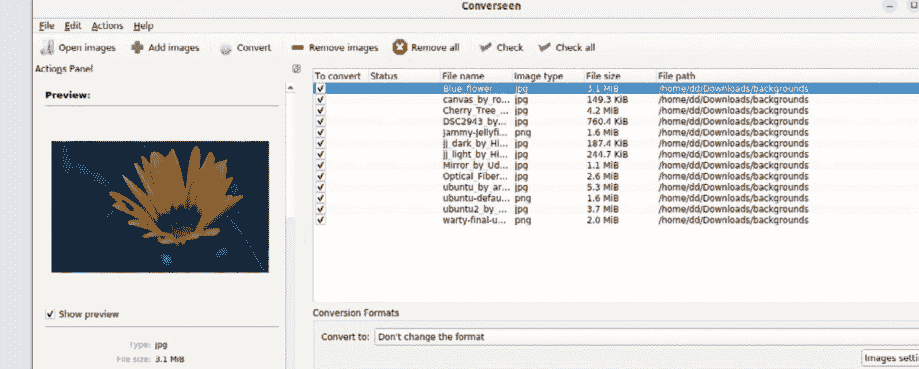 Converseen
File Edit Actions Help
Open images Add images Convert Remove images Remove all Check Check all
Actions Panel
Preview:
To convert Status File name Image type File size File path
Blue_flower_... jpg 3.1 MiB /home/dd/Downloads/backgrounds
canvas_by_ro... jpg 149.3 KiB /home/dd/Downloads/backgrounds
Cherry_Tree_... jpg 4.2 MiB /home/dd/Downloads/backgrounds
DSC2943_by... jpg 760.4 KiB /home/dd/Downloads/backgrounds
jammy-jellyfi... png 1.6 MiB /home/dd/Downloads/backgrounds
jj_dark_by_Hi... jpg 187.4 KiB /home/dd/Downloads/backgrounds
jj_light_by_Hi... jpg 244.7 KiB /home/dd/Downloads/backgrounds
Mirror_by_Ud... jpg 1.1 MiB /home/dd/Downloads/backgrounds
Optical_Fiber... jpg 2.6 MiB /home/dd/Downloads/backgrounds
ubuntu_by_ar... jpg 5.3 MiB /home/dd/Downloads/backgrounds
ubuntu-defau... png 1.6 MiB /home/dd/Downloads/backgrounds
ubuntu2_by_... jpg 3.7 MiB /home/dd/Downloads/backgrounds
warty-final-u... png 2.0 MiB /home/dd/Downloads/backgrounds
Show preview
Type: jpg
File size: 3.1 MiB
Conversion Formats
Convert to: Don't change the format
Images setti